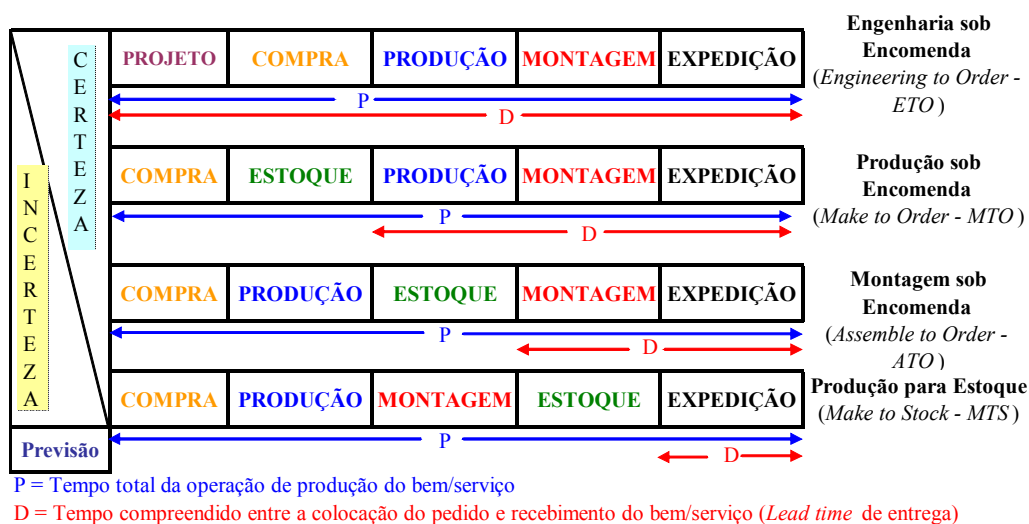 CERTEZA
INCERTEZA
Previsão
PROJETO COMPRA PRODUÇÃO MONTAGEM EXPEDIÇÃO
P
D
Engenharia sob
Encomenda
(Engineering to Order -
ETO )
COMPRA ESTOQUE PRODUÇÃO MONTAGEM EXPEDIÇÃO
P
D
Produção sob
Encomenda
(Make to Order - MTO )
COMPRA PRODUÇÃO ESTOQUE MONTAGEM EXPEDIÇÃO
P
D
Montagem sob
Encomenda
(Assemble to Order -
ATO )
COMPRA PRODUÇÃO MONTAGEM ESTOQUE EXPEDIÇÃO
P
D
Produção para Estoque
(Make to Stock - MTS )
P = Tempo total da operação de produção do bem/serviço
D = Tempo compreendido entre a colocação do pedido e recebimento do bem/serviço (Lead time de entrega)